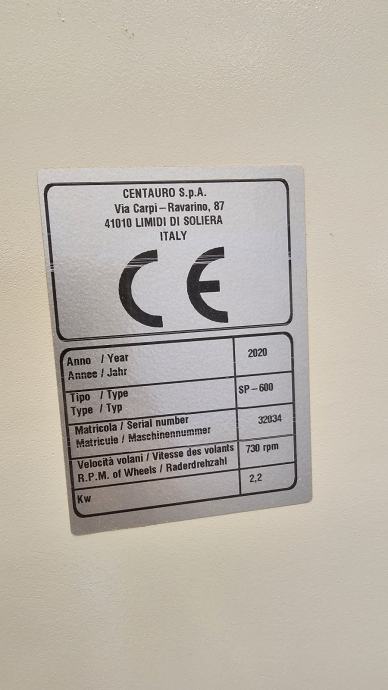 CENTAURO S.p.A.
Via Carpi – Ravarino, 87
41010 LIMIDI DI SOLIERA
ITALY
CE
Anno / Year
Annee / Jahr
2020
Tipo / Type
Type / Typ
SP – 600
Matricola / Serial number
Matricule / Maschinennummer
32034
Velocità volani / Vitesse des volants
R.P.M. of Wheels / Raderdrehzahl
730 rpm
Kw
2,2